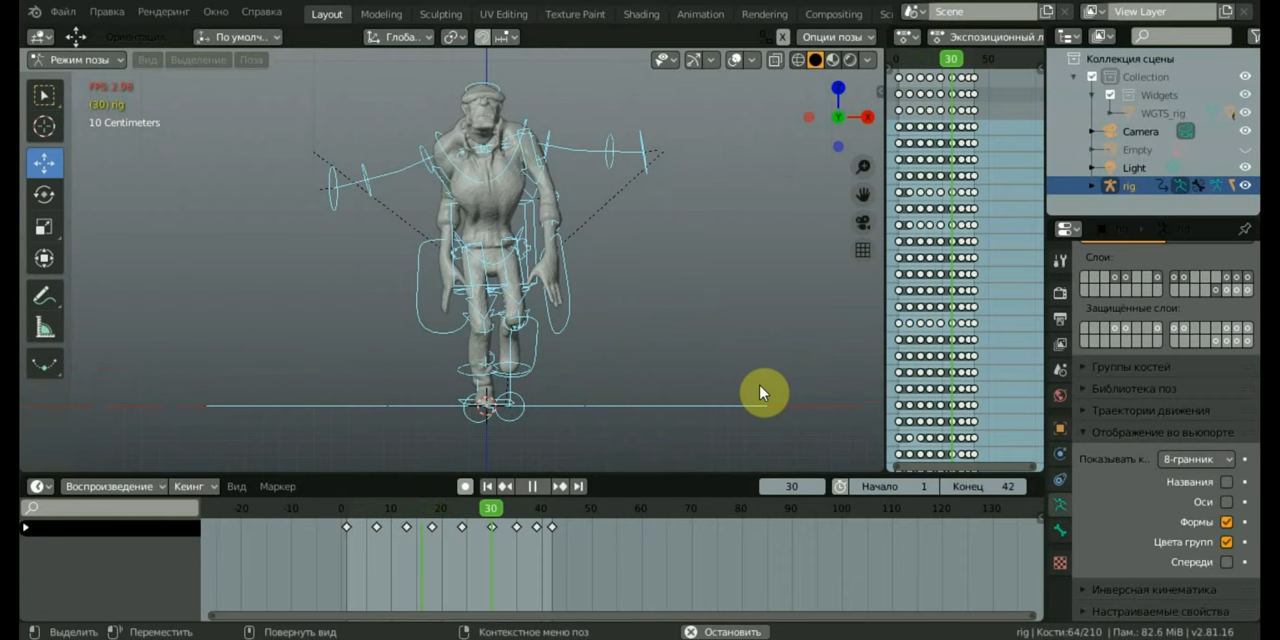 Файл Правка Рендеринг Окно Справка Layout Modeling Sculpting UV Editing Texture Paint Shading Animation Rendering Compositing Sc Scene View Layer
Ориентация: По умолч.. Глоба.. X Опции позы Экспозиционный л
Режим позы Вид Выделение Поза 0 30 50
Коллекция сцены
Collection
Widgets
WGTS_rig
Camera
Empty
Light
rig
FPS 2.98
(30) rig
10 Centimeters
Z
Y
X
Слои:
Защищённые слои:
Группы костей
Библиотека поз
Траектории движения
Отображение во вьюпорте
Показывать к.. 8-гранник
Названия
Оси
Формы
Цвета групп
Спереди
Инверсная кинематика
Настраиваемые свойства
Воспроизведение Кеинг Вид Маркер 30 Начало 1 Конец 42
-20 -10 0 10 20 30 40 50 60 70 80 90 100 110 120 130
Выделить Переместить Повернуть вид Контекстное меню поз Остановить rig | Кости:64/210 | Пам.: 82.6 MiB | v2.81.16